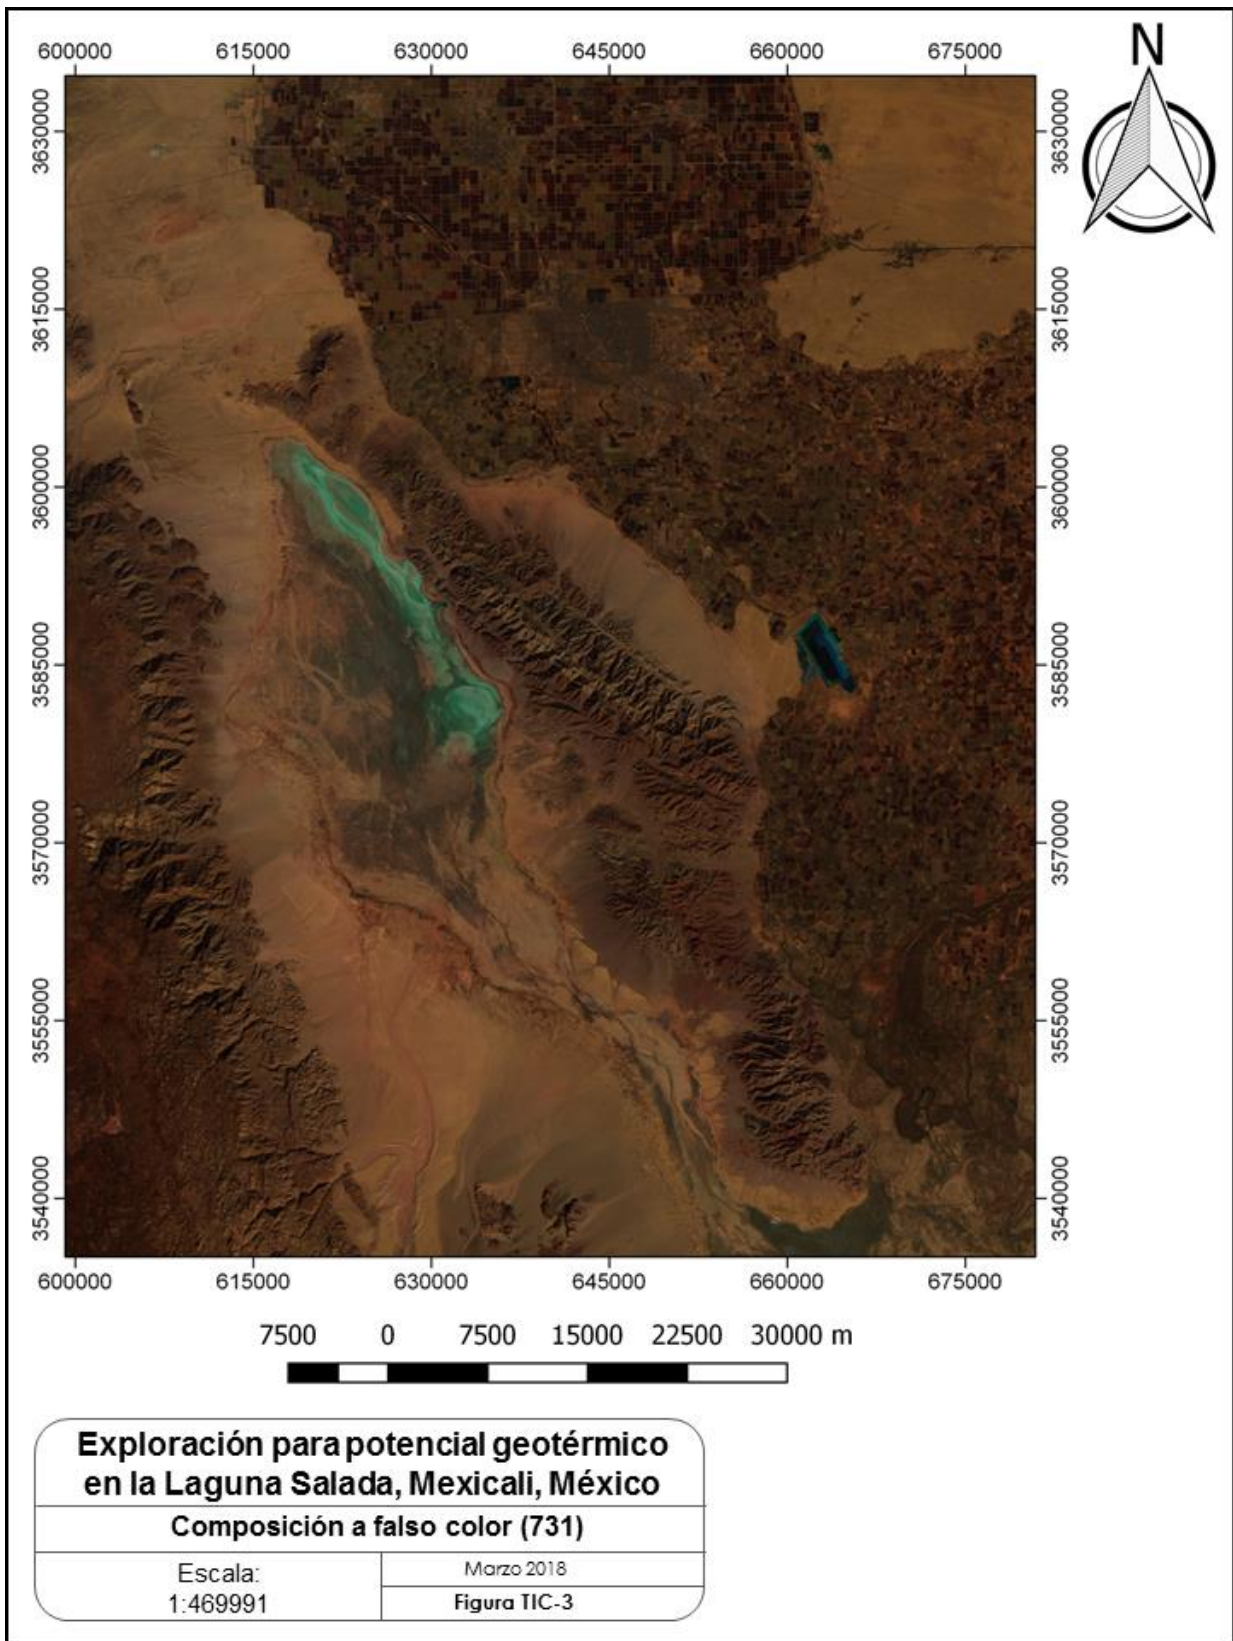 N
600000 615000 630000 645000 660000 675000
3630000 3630000
3615000 3615000
3600000 3600000
3585000 3585000
3570000 3570000
3555000 3555000
3540000 3540000
600000 615000 630000 645000 660000 675000
7500 0 7500 15000 22500 30000 m
Exploración para potencial geotérmico
en la Laguna Salada, Mexicali, México
Composición a falso color (731)
Escala:
1:469991
Marzo 2018
Figura TIC-3